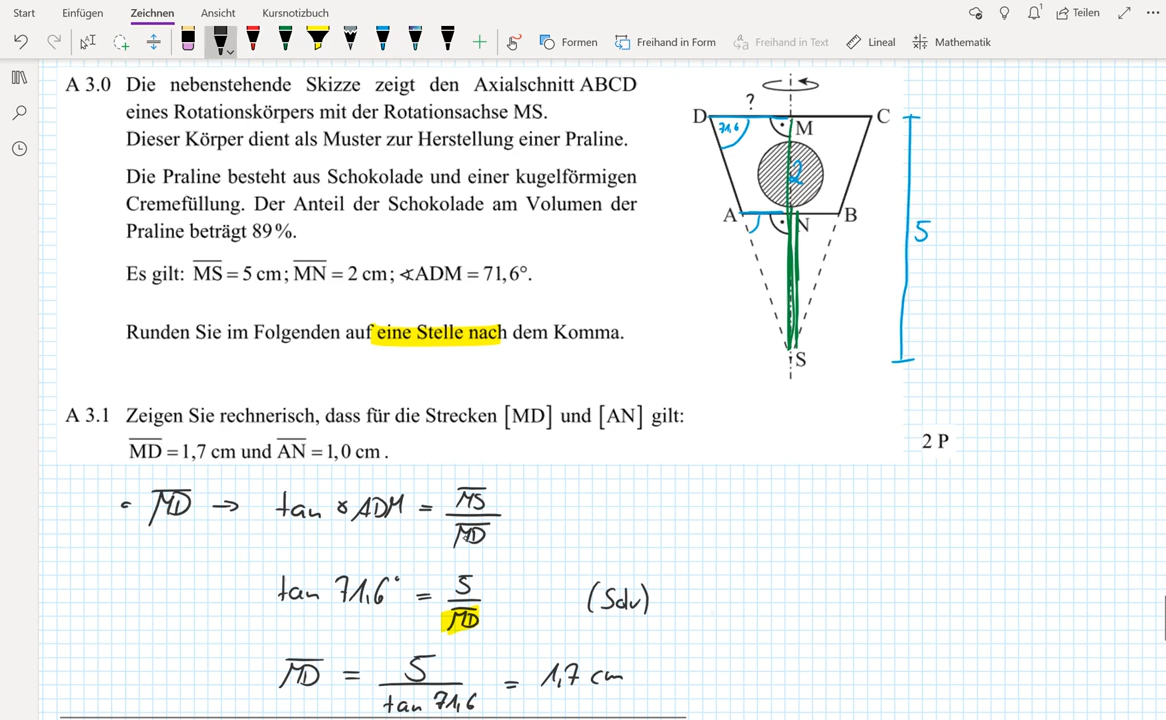 Start Einfügen Zeichnen Ansicht Kursnotizbuch
1 Teilen
Formen Freihand in Form Freihand in Text Lineal Mathematik
A 3.0 Die nebenstehende Skizze zeigt den Axialschnitt ABCD
eines Rotationskörpers mit der Rotationsachse MS.
Dieser Körper dient als Muster zur Herstellung einer Praline.
Die Praline besteht aus Schokolade und einer kugelförmigen
Cremefüllung. Der Anteil der Schokolade am Volumen der
Praline beträgt 89%.
Es gilt: MS = 5 cm; MN = 2 cm; ∢ADM = 71,6°.
Runden Sie im Folgenden auf eine Stelle nach dem Komma.
?
D M C
71,6
2
A N B
5
S
A 3.1 Zeigen Sie rechnerisch, dass für die Strecken [MD] und [AN] gilt:
MD = 1,7 cm und AN = 1,0 cm.
2 P
MD → tan ∢ ADM = MS / MD
tan 71,6° = 5 / MD (Sdv)
MD = 5 / tan 71,6 = 1,7 cm